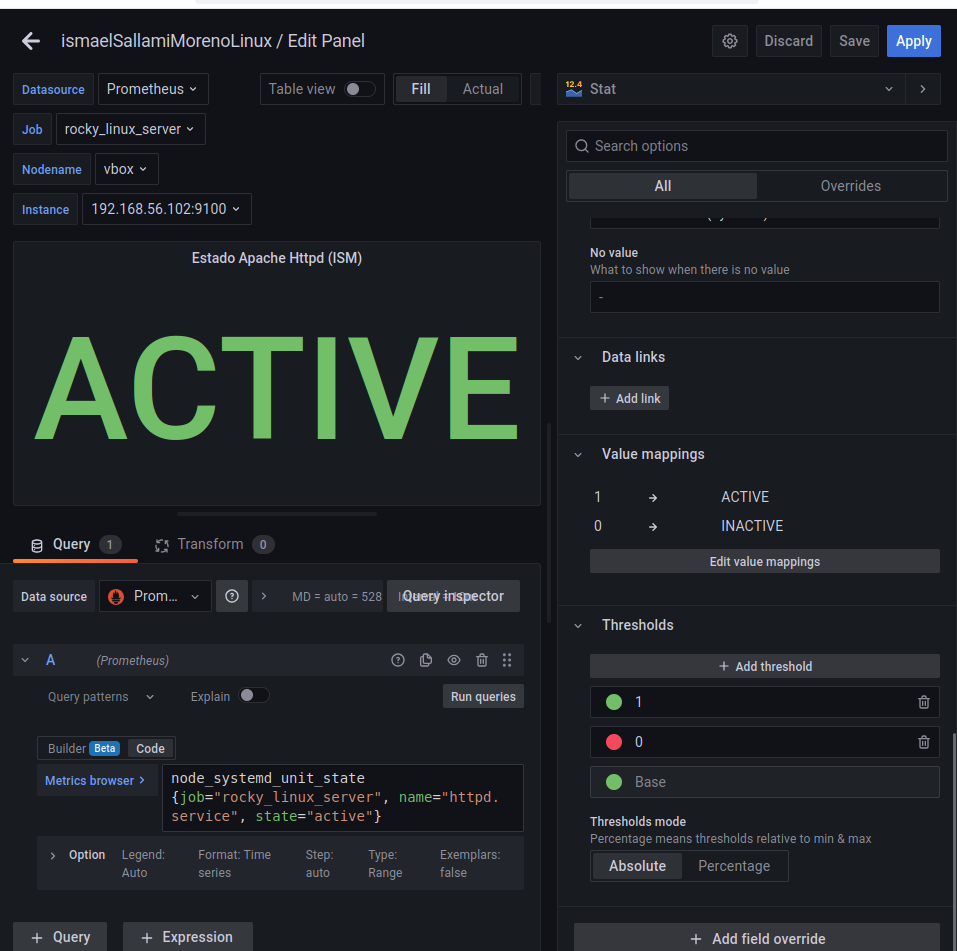 ismaelSallamiMorenoLinux / Edit Panel
Discard
Save
Apply
Datasource
Prometheus
Table view
Fill
Actual
Job
rocky_linux_server
Nodename
vbox
Instance
192.168.56.102:9100
Estado Apache Httpd (ISM)
ACTIVE
Query
1
Transform
0
Data source
Prom...
MD = auto = 528
Query inspector
A
(Prometheus)
Query patterns
Explain
Run queries
Builder
Beta
Code
Metrics browser >
node_systemd_unit_state
{job="rocky_linux_server", name="httpd.
service", state="active"}
Option
Legend:
Auto
Format: Time
series
Step:
auto
Type:
Range
Exemplars:
false
+ Query
+ Expression
12.4
Stat
Search options
All
Overrides
No value
What to show when there is no value
-
Data links
+ Add link
Value mappings
1 → ACTIVE
0 → INACTIVE
Edit value mappings
Thresholds
+ Add threshold
1
0
Base
Thresholds mode
Percentage means thresholds relative to min & max
Absolute
Percentage
+ Add field override